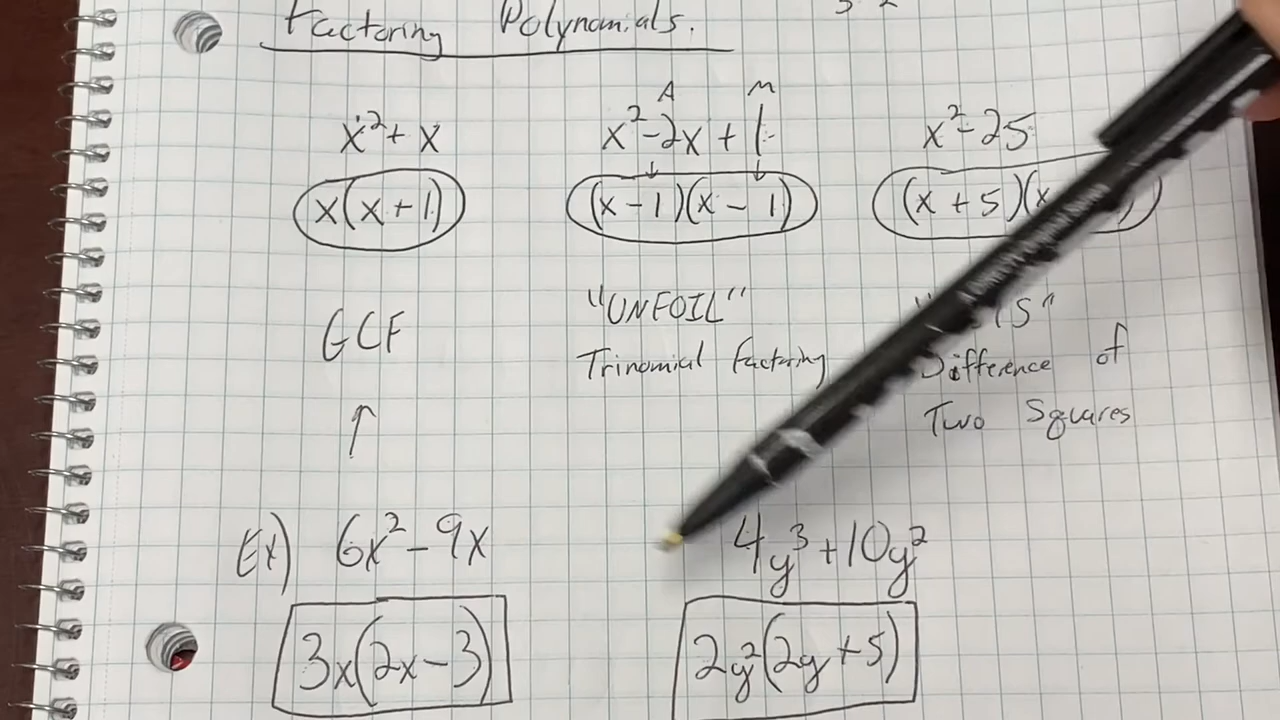 Factoring Polynomials.
x² + x
A M
x² - 2x + 1
x² - 25
x(x + 1)
(x - 1)(x - 1)
(x + 5)(x
GCF
"UNFOIL"
Trinomial Factoring
Difference of
Two Squares
↑
Ex) 6x² - 9x
4y³ + 10y²
3x(2x - 3)
2y²(2y + 5)